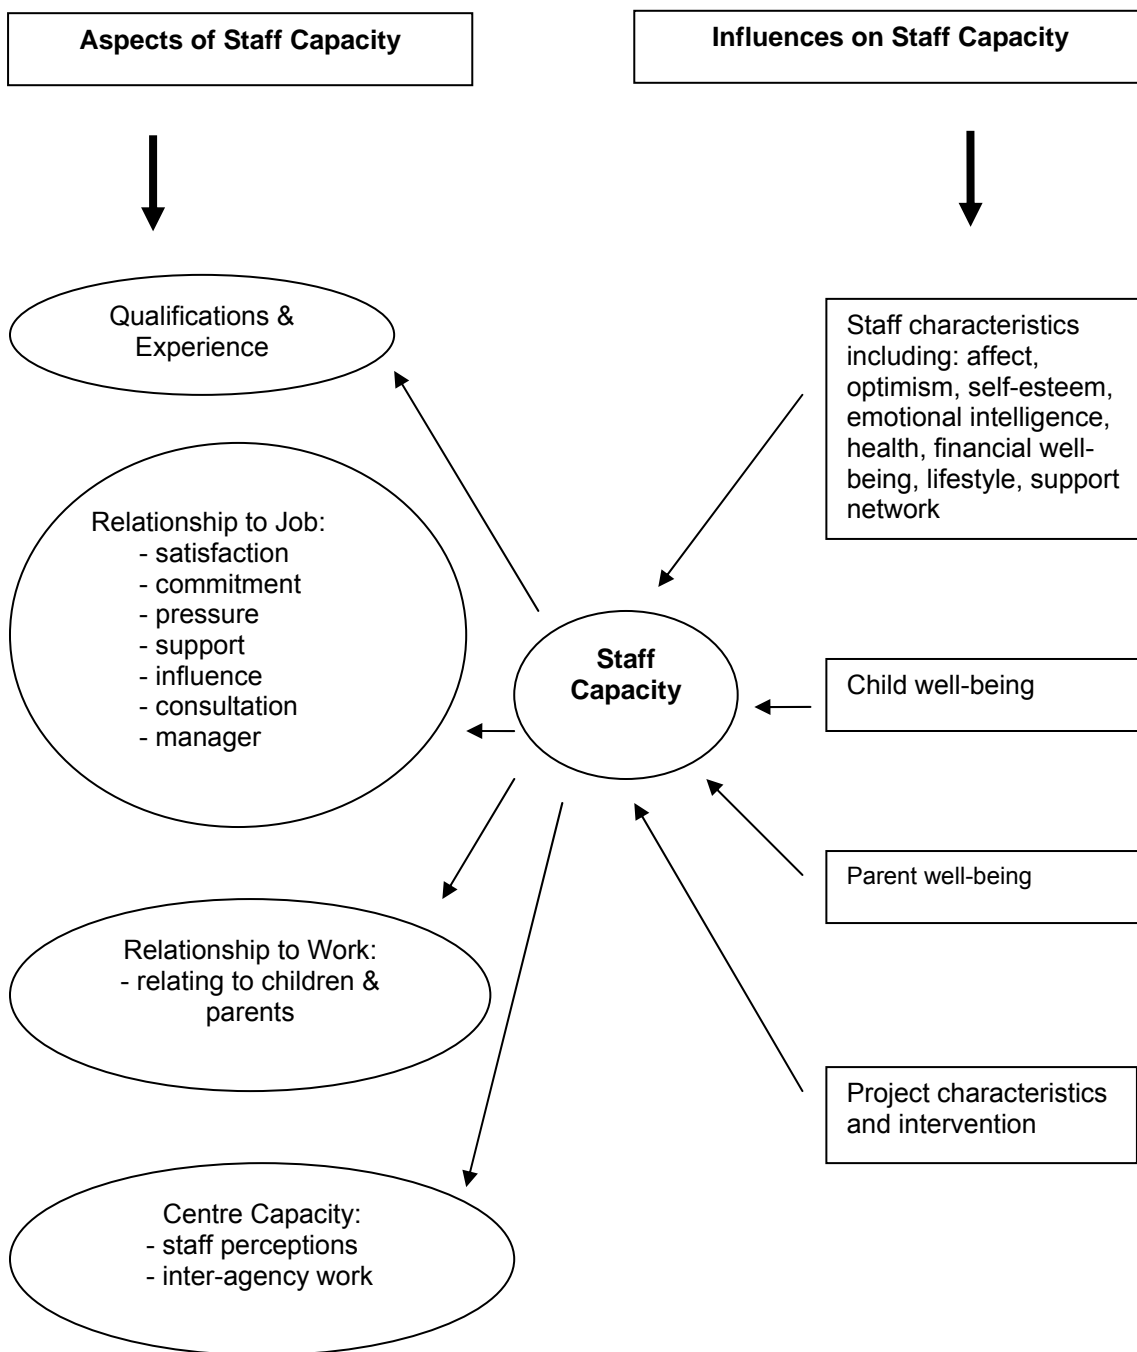 Aspects of Staff Capacity
Influences on Staff Capacity
Qualifications &
Experience
Relationship to Job:
- satisfaction
- commitment
- pressure
- support
- influence
- consultation
- manager
Relationship to Work:
- relating to children &
parents
Centre Capacity:
- staff perceptions
- inter-agency work
Staff
Capacity
Staff characteristics
including: affect,
optimism, self-esteem,
emotional intelligence,
health, financial well-
being, lifestyle, support
network
Child well-being
Parent well-being
Project characteristics
and intervention